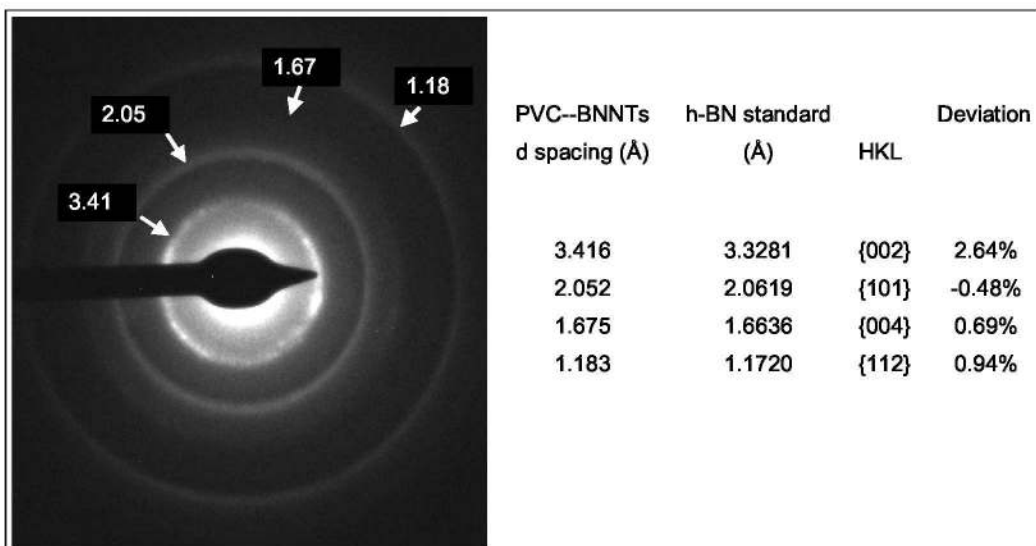 1.67
1.18
2.05
3.41
PVC--BNNTs h-BN standard Deviation
d spacing (Å) (Å) HKL
3.416 3.3281 {002} 2.64%
2.052 2.0619 {101} -0.48%
1.675 1.6636 {004} 0.69%
1.183 1.1720 {112} 0.94%